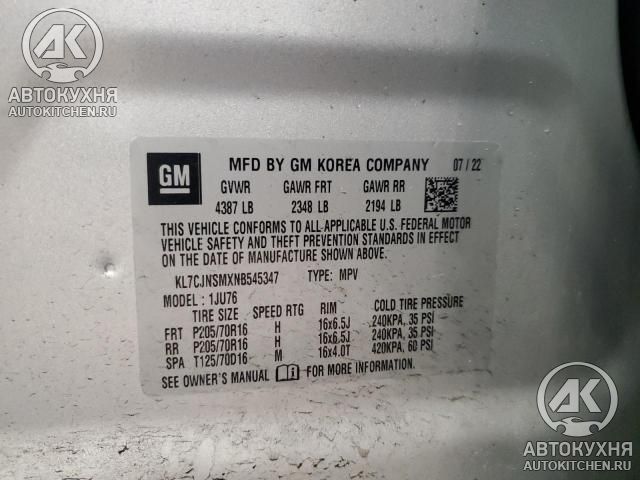 AK
АВТОКУХНЯ
AUTOKITCHEN.RU
GM
MFD BY GM KOREA COMPANY 07/22
GVWR GAWR FRT GAWR RR
4387 LB 2348 LB 2194 LB
THIS VEHICLE CONFORMS TO ALL APPLICABLE U.S. FEDERAL MOTOR
VEHICLE SAFETY AND THEFT PREVENTION STANDARDS IN EFFECT
ON THE DATE OF MANUFACTURE SHOWN ABOVE.
KL7CJNSMXNB545347 TYPE: MPV
MODEL: 1JU76
TIRE SIZE SPEED RTG RIM COLD TIRE PRESSURE
FRT P205/70R16 H 16x6.5J 240KPA, 35 PSI
RR P205/70R16 H 16x6.5J 240KPA, 35 PSI
SPA T125/70D16 M 16x4.0T 420KPA, 60 PSI
SEE OWNER'S MANUAL FOR MORE INFORMATION.
AK
АВТОКУХНЯ
AUTOKITCHEN.RU